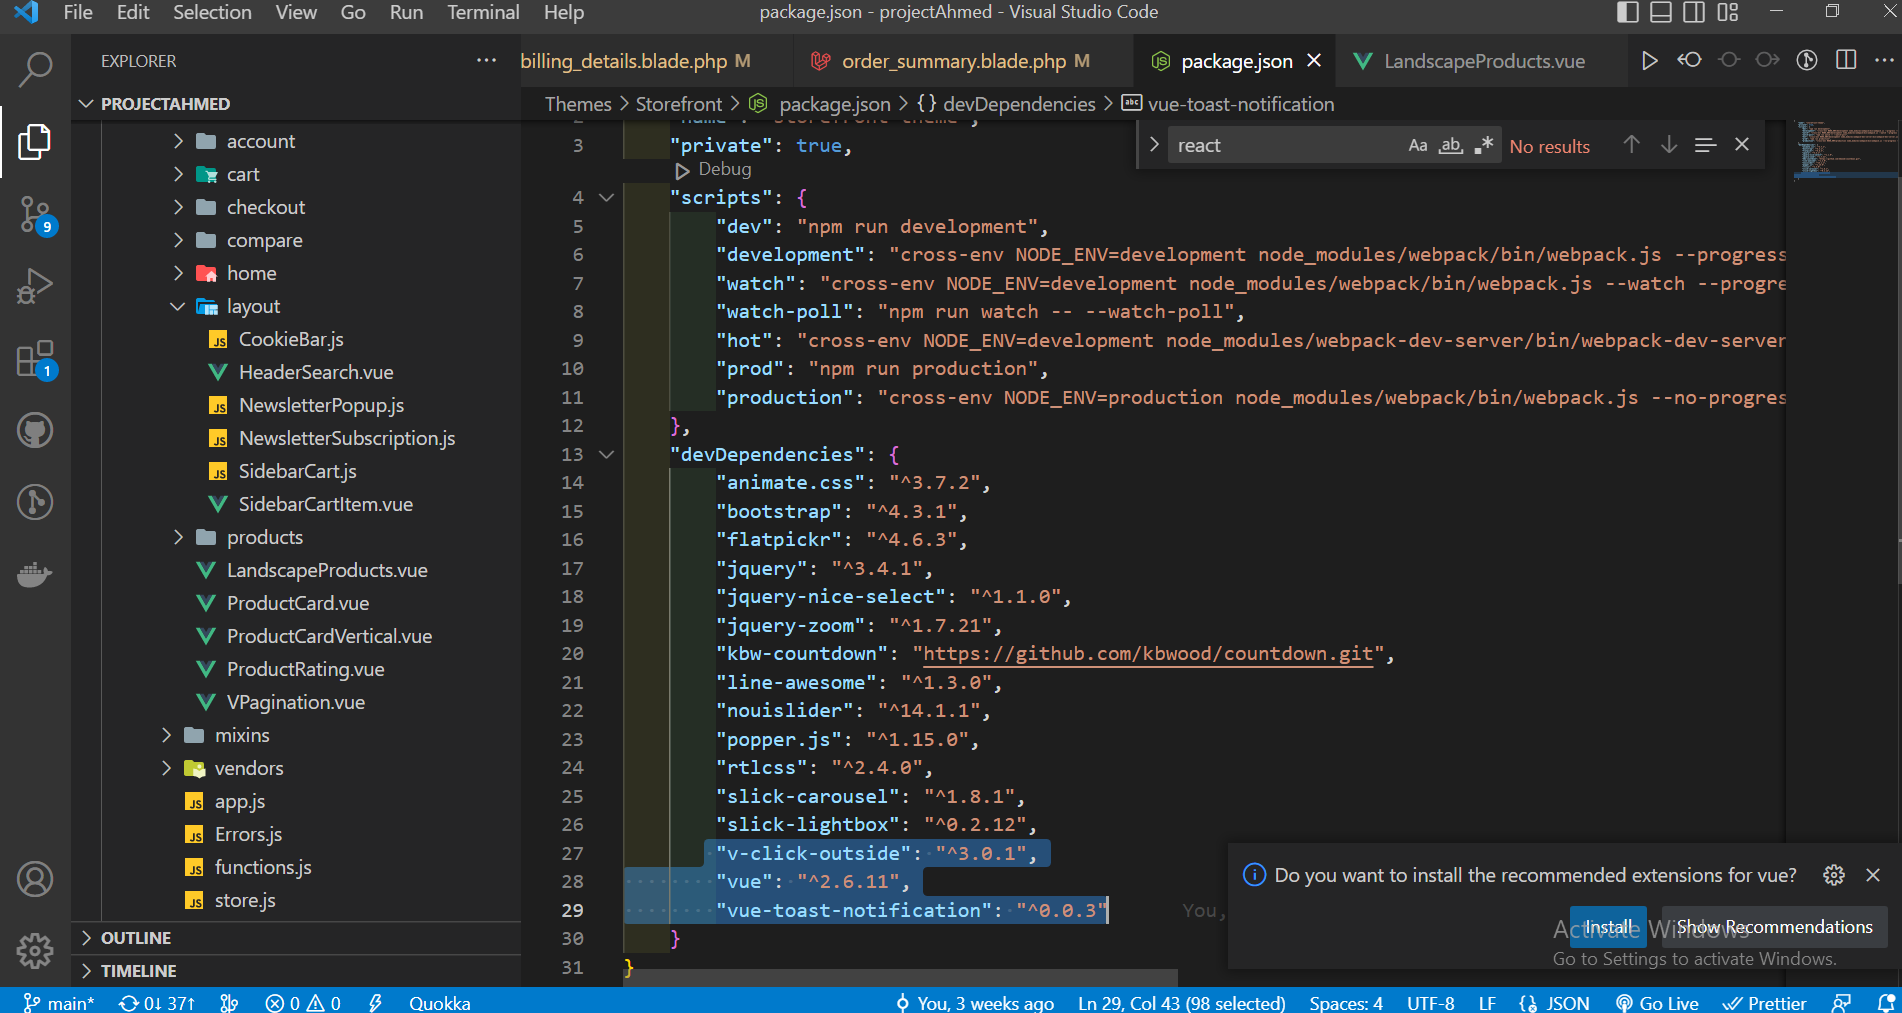 File Edit Selection View Go Run Terminal Help
package.json - projectAhmed - Visual Studio Code
EXPLORER
billing_details.blade.php M
order_summary.blade.php M
package.json
LandscapeProducts.vue
PROJECTAHMED
Themes > Storefront > package.json > {} devDependencies > abc vue-toast-notification
account
cart
checkout
compare
home
layout
CookieBar.js
HeaderSearch.vue
NewsletterPopup.js
NewsletterSubscription.js
SidebarCart.js
SidebarCartItem.vue
products
LandscapeProducts.vue
ProductCard.vue
ProductCardVertical.vue
ProductRating.vue
VPagination.vue
mixins
vendors
app.js
Errors.js
functions.js
store.js
OUTLINE
TIMELINE
9
1
react Aa ab .* No results
3 "private": true,
Debug
4 "scripts": {
5 "dev": "npm run development",
6 "development": "cross-env NODE_ENV=development node_modules/webpack/bin/webpack.js --progress
7 "watch": "cross-env NODE_ENV=development node_modules/webpack/bin/webpack.js --watch --progre
8 "watch-poll": "npm run watch -- --watch-poll",
9 "hot": "cross-env NODE_ENV=development node_modules/webpack-dev-server/bin/webpack-dev-server
10 "prod": "npm run production",
11 "production": "cross-env NODE_ENV=production node_modules/webpack/bin/webpack.js --no-progres
12 },
13 "devDependencies": {
14 "animate.css": "^3.7.2",
15 "bootstrap": "^4.3.1",
16 "flatpickr": "^4.6.3",
17 "jquery": "^3.4.1",
18 "jquery-nice-select": "^1.1.0",
19 "jquery-zoom": "^1.7.21",
20 "kbw-countdown": "https://github.com/kbwood/countdown.git",
21 "line-awesome": "^1.3.0",
22 "nouislider": "^14.1.1",
23 "popper.js": "^1.15.0",
24 "rtlcss": "^2.4.0",
25 "slick-carousel": "^1.8.1",
26 "slick-lightbox": "^0.2.12",
27 "v-click-outside": "^3.0.1",
28 "vue": "^2.6.11",
29 "vue-toast-notification": "^0.0.3" You,
30 }
31 }
Do you want to install the recommended extensions for vue?
Install Show Recommendations
Activate Windows
Go to Settings to activate Windows.
main* 0↓ 37↑ 0 0 Quokka You, 3 weeks ago Ln 29, Col 43 (98 selected) Spaces: 4 UTF-8 LF {} JSON Go Live Prettier